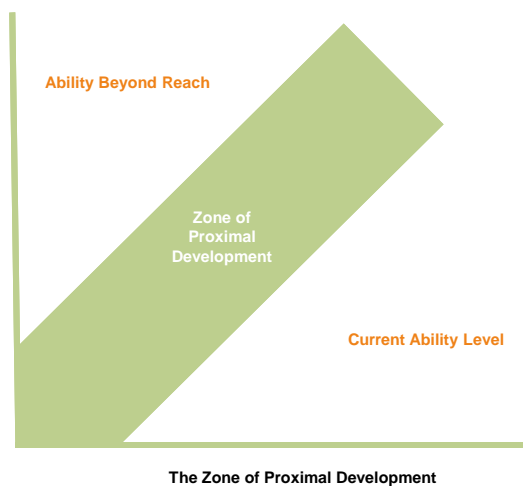 Ability Beyond Reach
Zone of
Proximal
Development
Current Ability Level
The Zone of Proximal Development